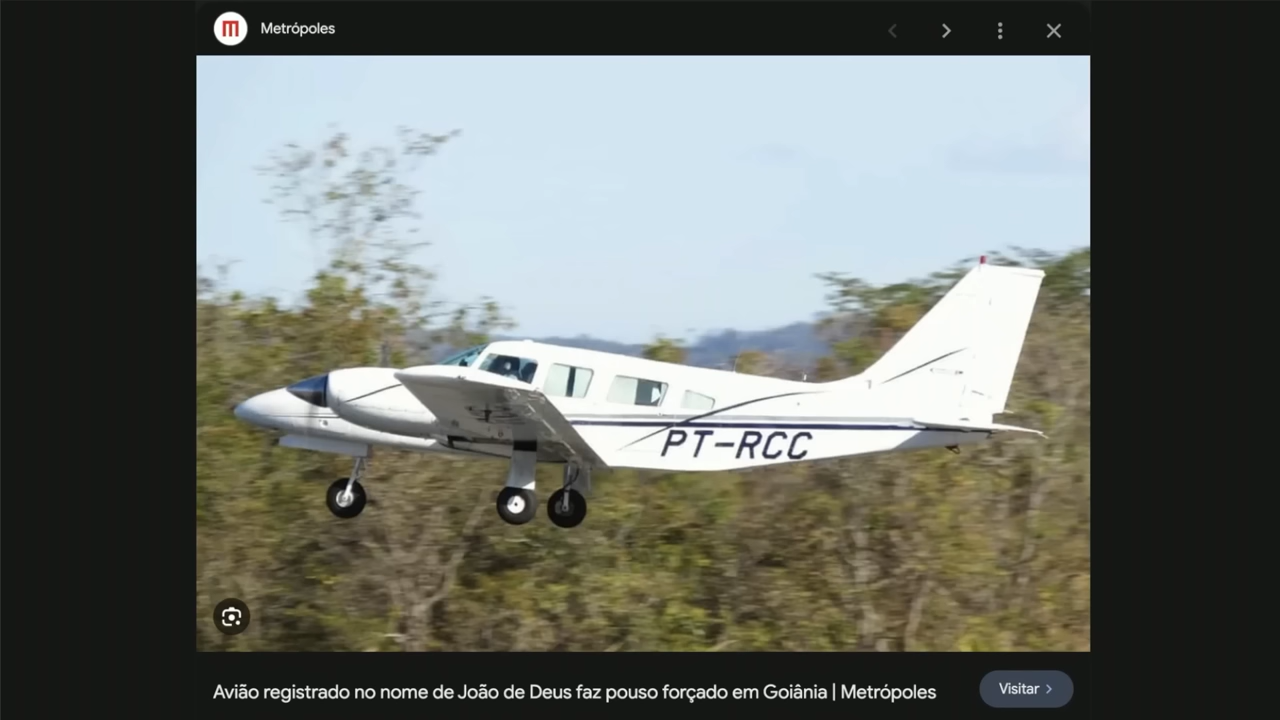 Metrópoles
PT-RCC
Avião registrado no nome de João de Deus faz pouso forçado em Goiânia | Metrópoles
Visitar